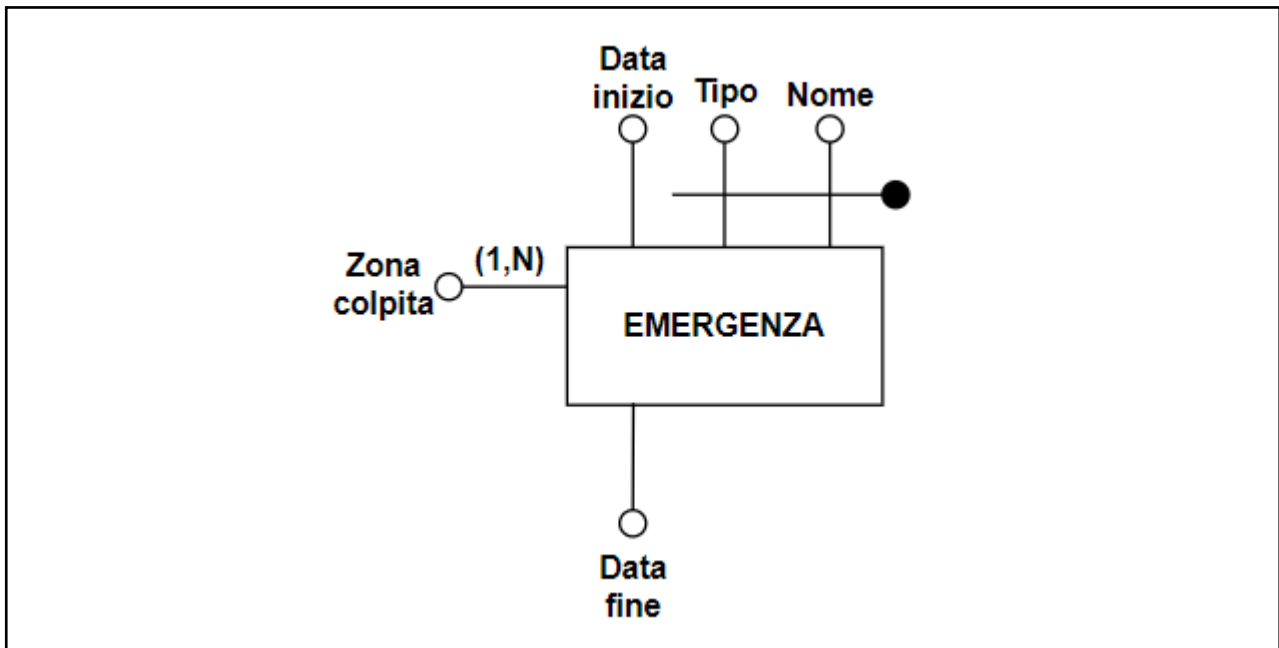 Data
inizio
Tipo
Nome
Zona
colpita
(1,N)
EMERGENZA
Data
fine